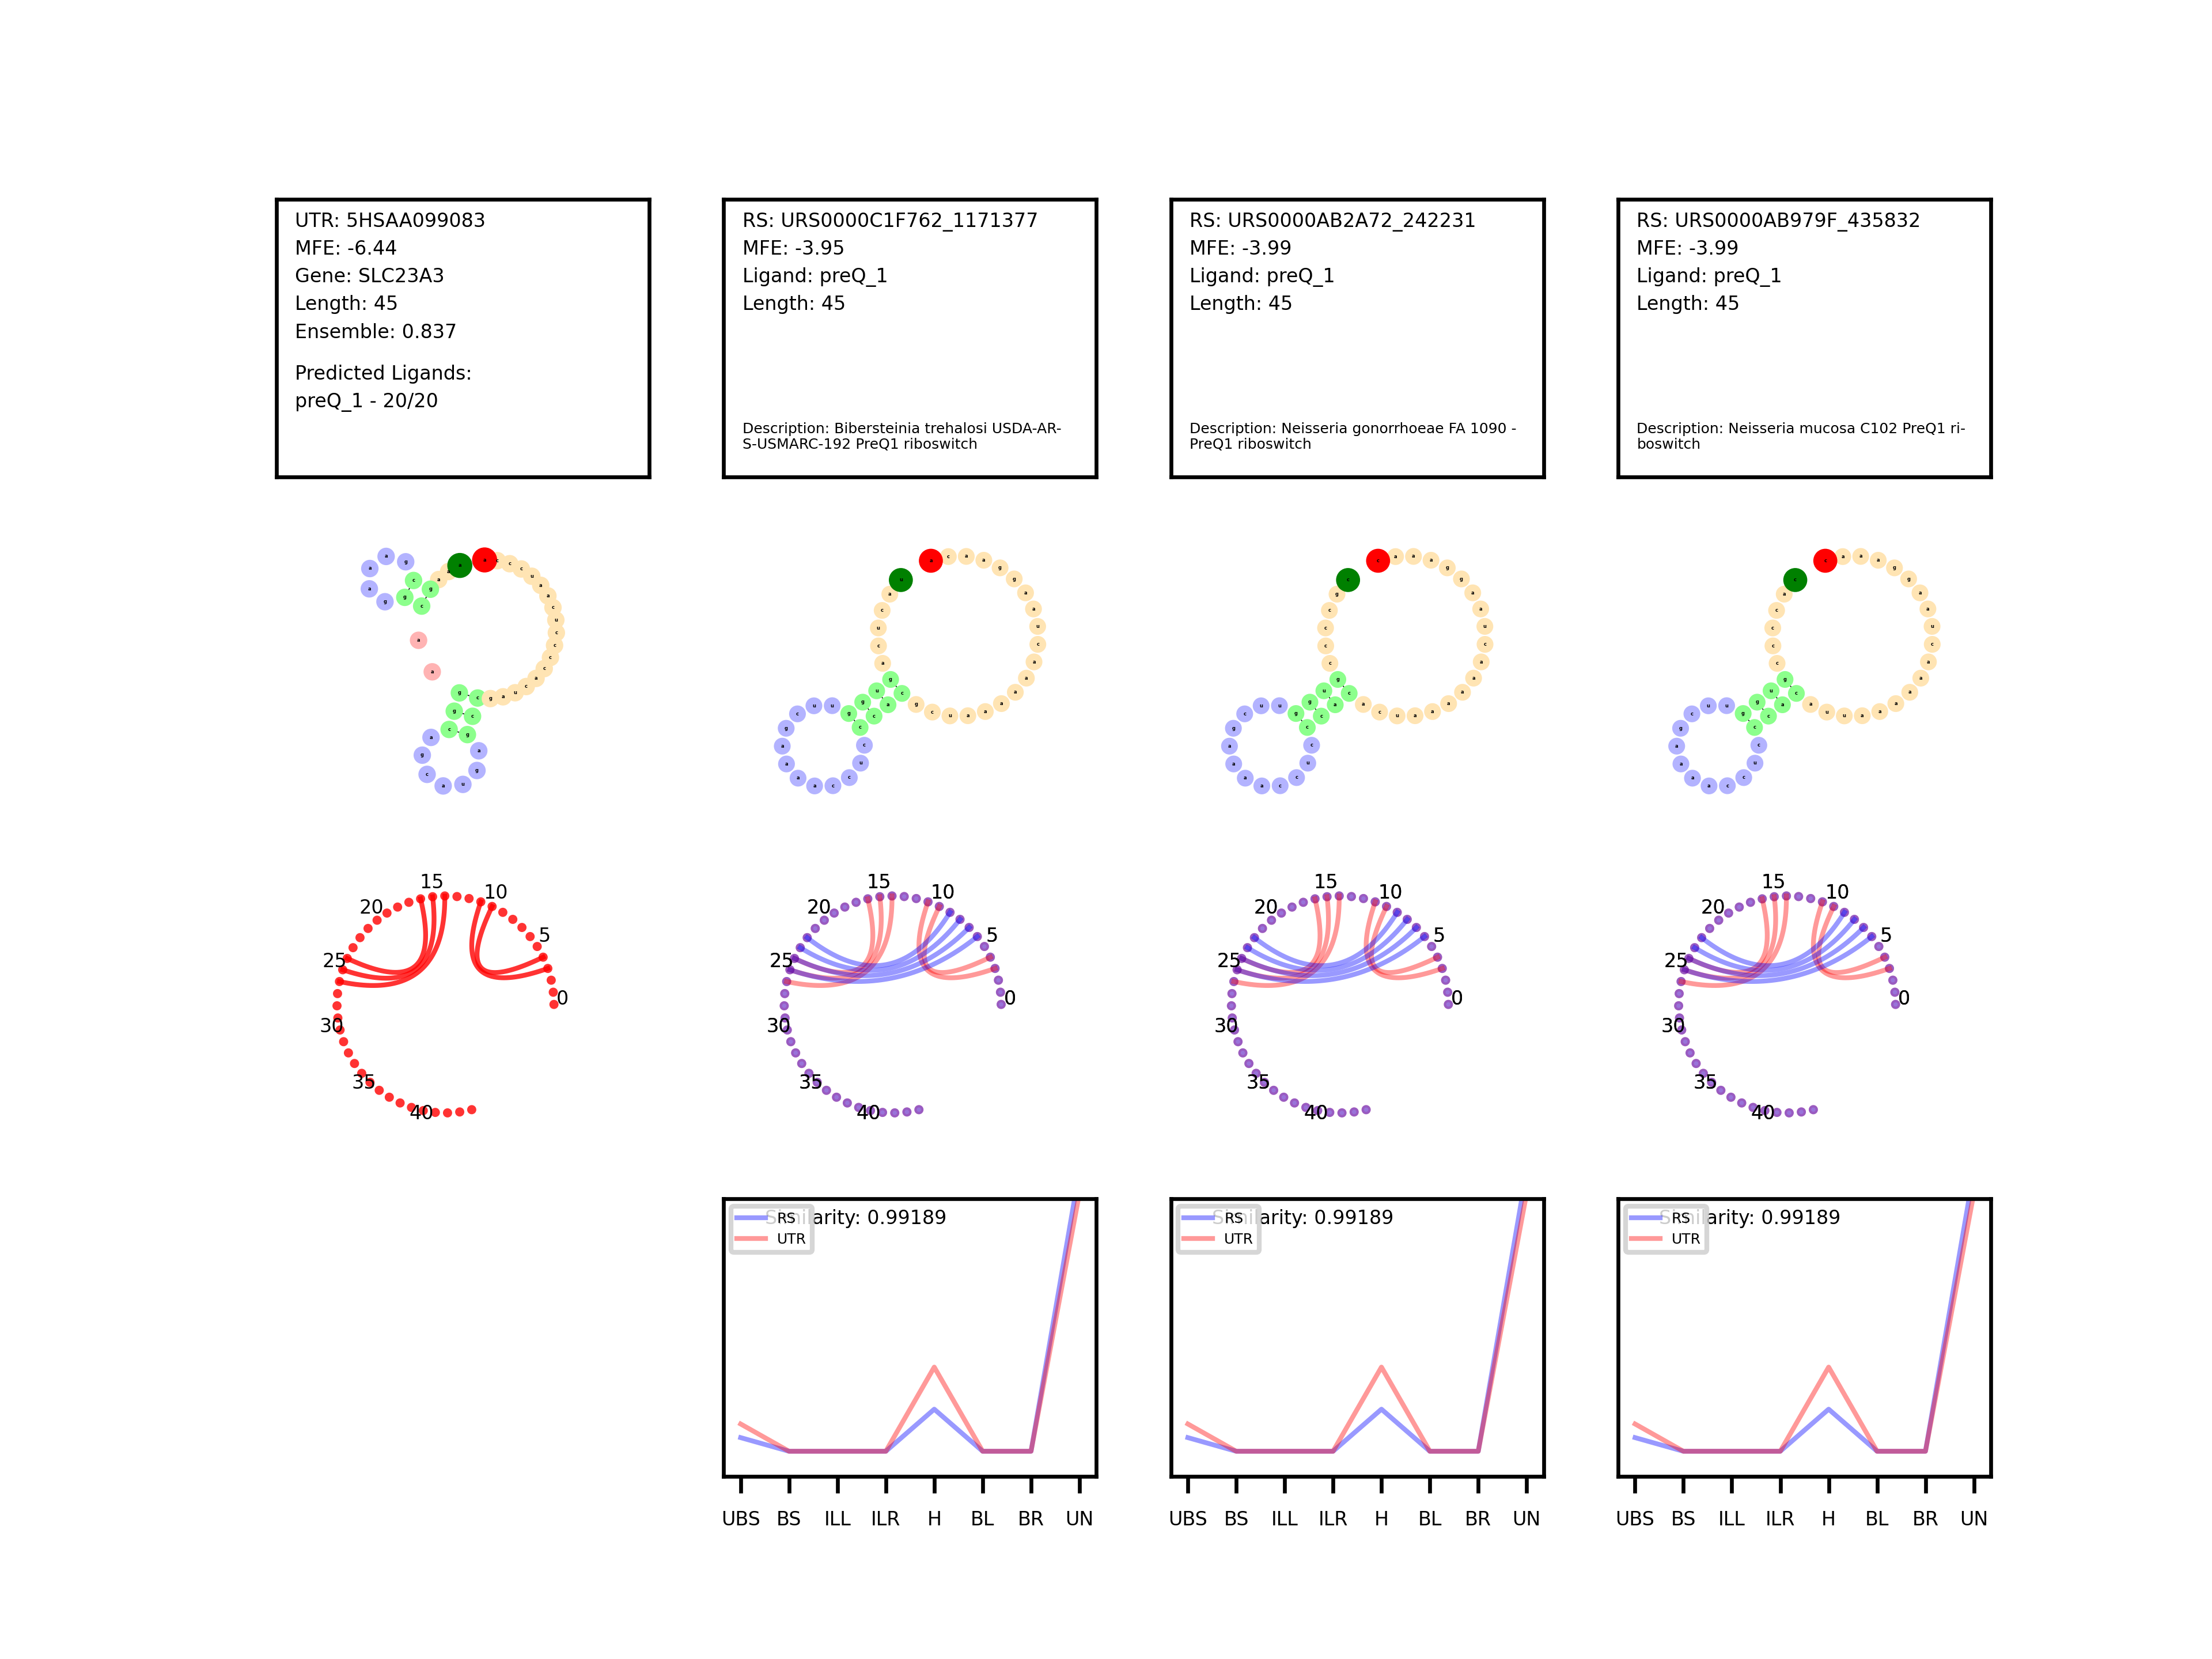 UTR: 5HSAA099083
MFE: -6.44
Gene: SLC23A3
Length: 45
Ensemble: 0.837
Predicted Ligands:
preQ_1 - 20/20
RS: URS0000C1F762_1171377
MFE: -3.95
Ligand: preQ_1
Length: 45
Description: Bibersteinia trehalosi USDA-AR-
S-USMARC-192 PreQ1 riboswitch
RS: URS0000AB2A72_242231
MFE: -3.99
Ligand: preQ_1
Length: 45
Description: Neisseria gonorrhoeae FA 1090 -
PreQ1 riboswitch
RS: URS0000AB979F_435832
MFE: -3.99
Ligand: preQ_1
Length: 45
Description: Neisseria mucosa C102 PreQ1 ri-
boswitch
0
5
10
15
20
25
30
35
40
0
5
10
15
20
25
30
35
40
0
5
10
15
20
25
30
35
40
0
5
10
15
20
25
30
35
40
Similarity: 0.99189
RS
UTR
UBS BS ILL ILR H BL BR UN
Similarity: 0.99189
RS
UTR
UBS BS ILL ILR H BL BR UN
Similarity: 0.99189
RS
UTR
UBS BS ILL ILR H BL BR UN